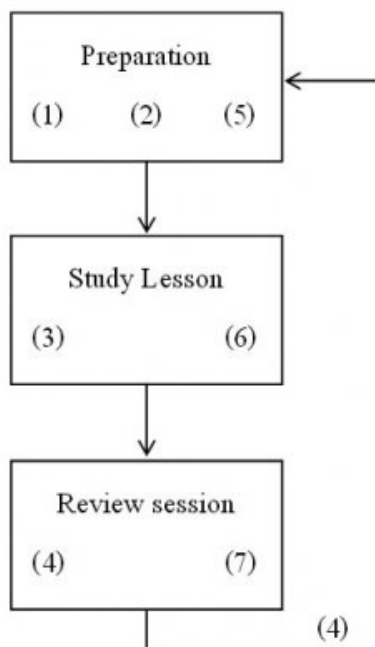 Preparation
(1) (2) (5)
Study Lesson
(3) (6)
Review session
(4) (7)
(4)